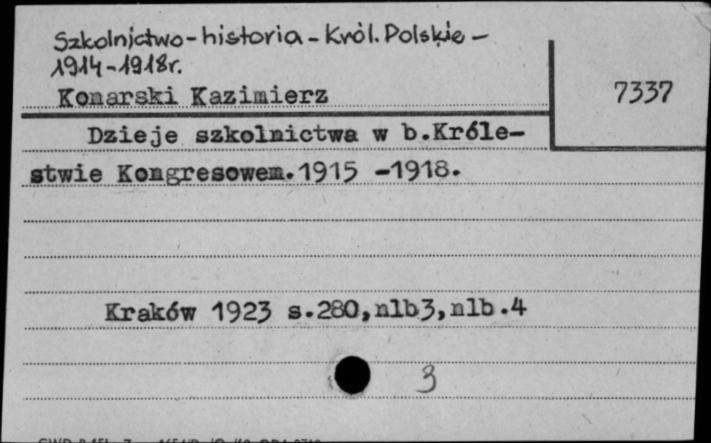 Szkolnictwo-historia-Król. Polskie -
1914-1918r.
Konarski Kazimierz
7337
Dzieje szkolnictwa w b.Króle-
stwie Kongresowem.1915 -1918.
Kraków 1923 s.280,nlb3,nlb.4
3